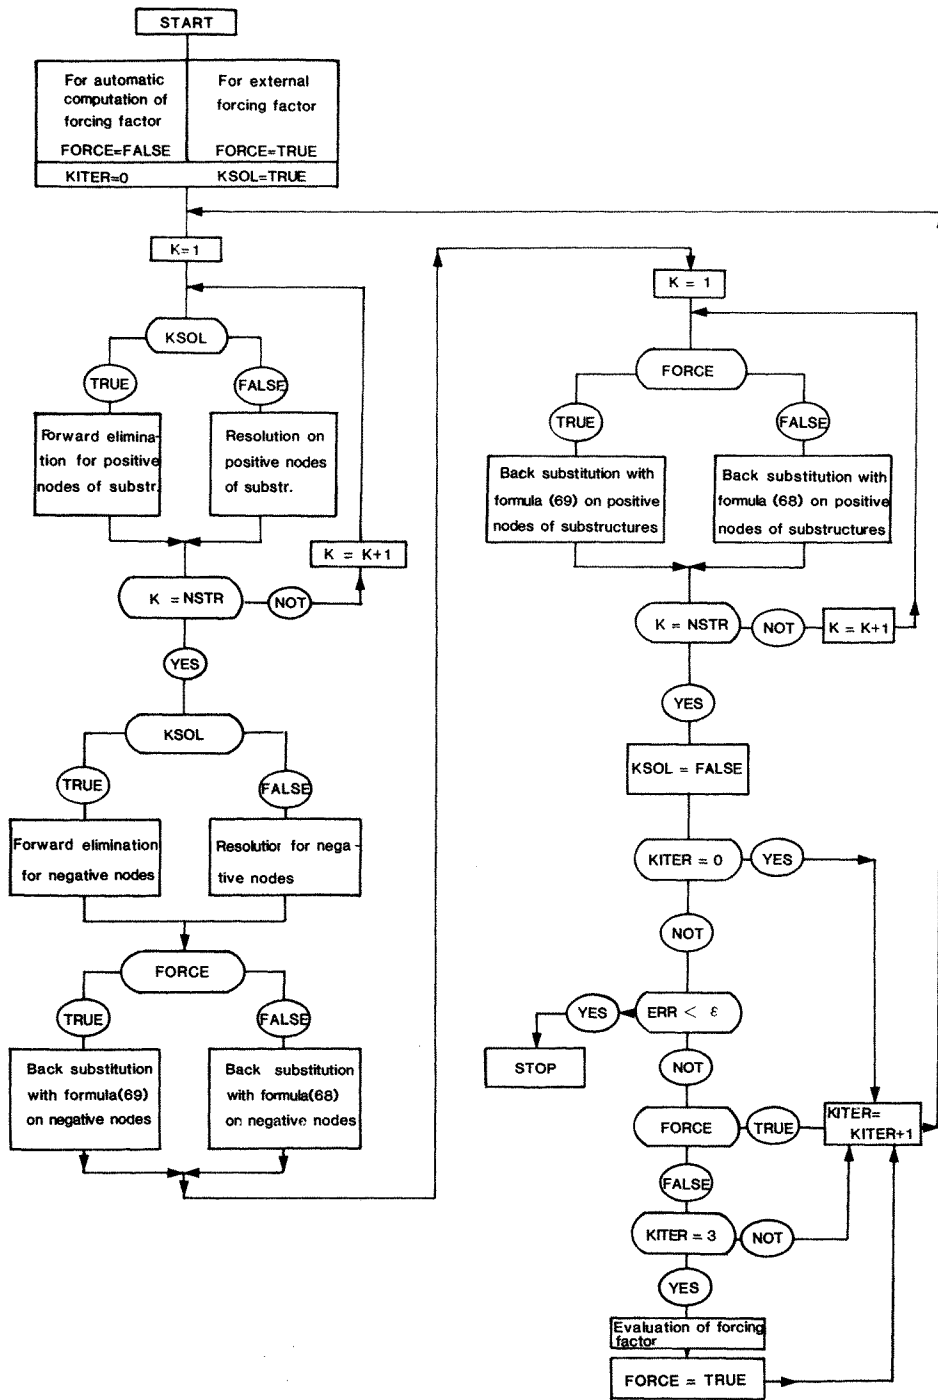 START
For automatic
computation of
forcing factor
FORCE=FALSE
For external
forcing factor
FORCE=TRUE
KITER=0
KSOL=TRUE
K=1
KSOL
TRUE
FALSE
Forward elimina-
tion for positive
nodes of substr.
Resolution on
positive nodes
of substr.
K = K+1
K = NSTR
NOT
YES
KSOL
TRUE
FALSE
Forward elimination
for negative nodes
Resolution for nega-
tive nodes
FORCE
TRUE
FALSE
Back substitution
with formula(69)
on negative nodes
Back substitution
with formula(68)
on negative nodes
K = 1
FORCE
TRUE
FALSE
Back substitution with
formula (69) on positive
nodes of substructures
Back substitution with
formula (68) on positive
nodes of substructures
K = NSTR
NOT
K = K+1
YES
KSOL = FALSE
KITER = 0
YES
NOT
ERR < ε
YES
STOP
NOT
FORCE
TRUE
KITER=
KITER+1
FALSE
KITER = 3
NOT
YES
Evaluation of forcing
factor
FORCE = TRUE